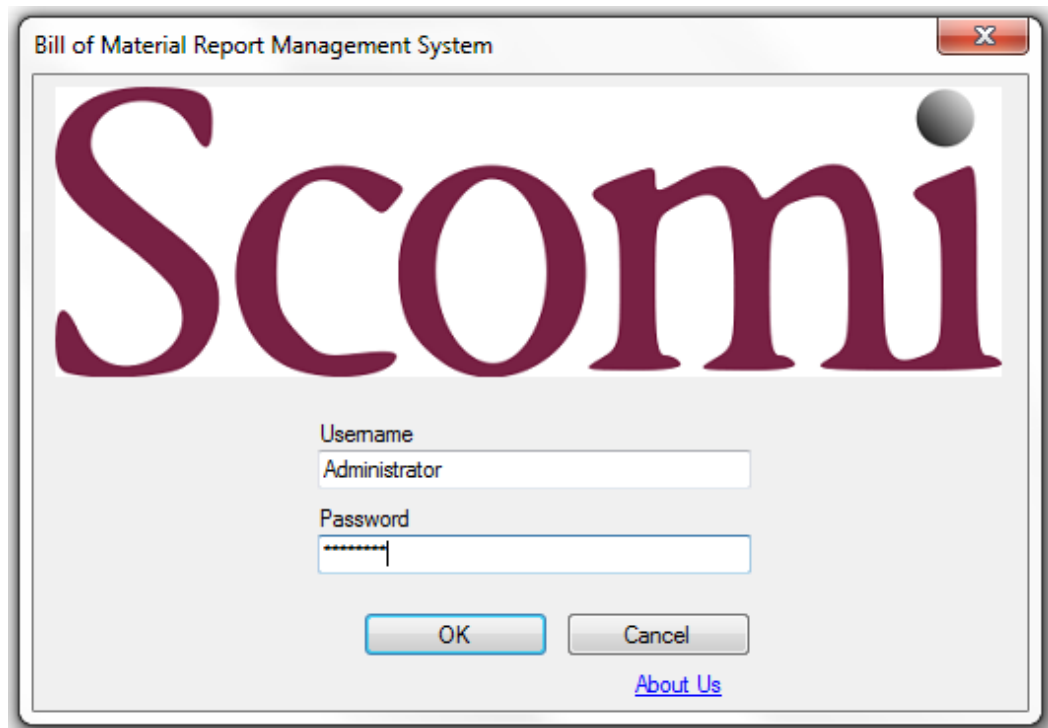 Bill of Material Report Management System
Scomi
Username
Administrator
Password
********
OK Cancel
About Us